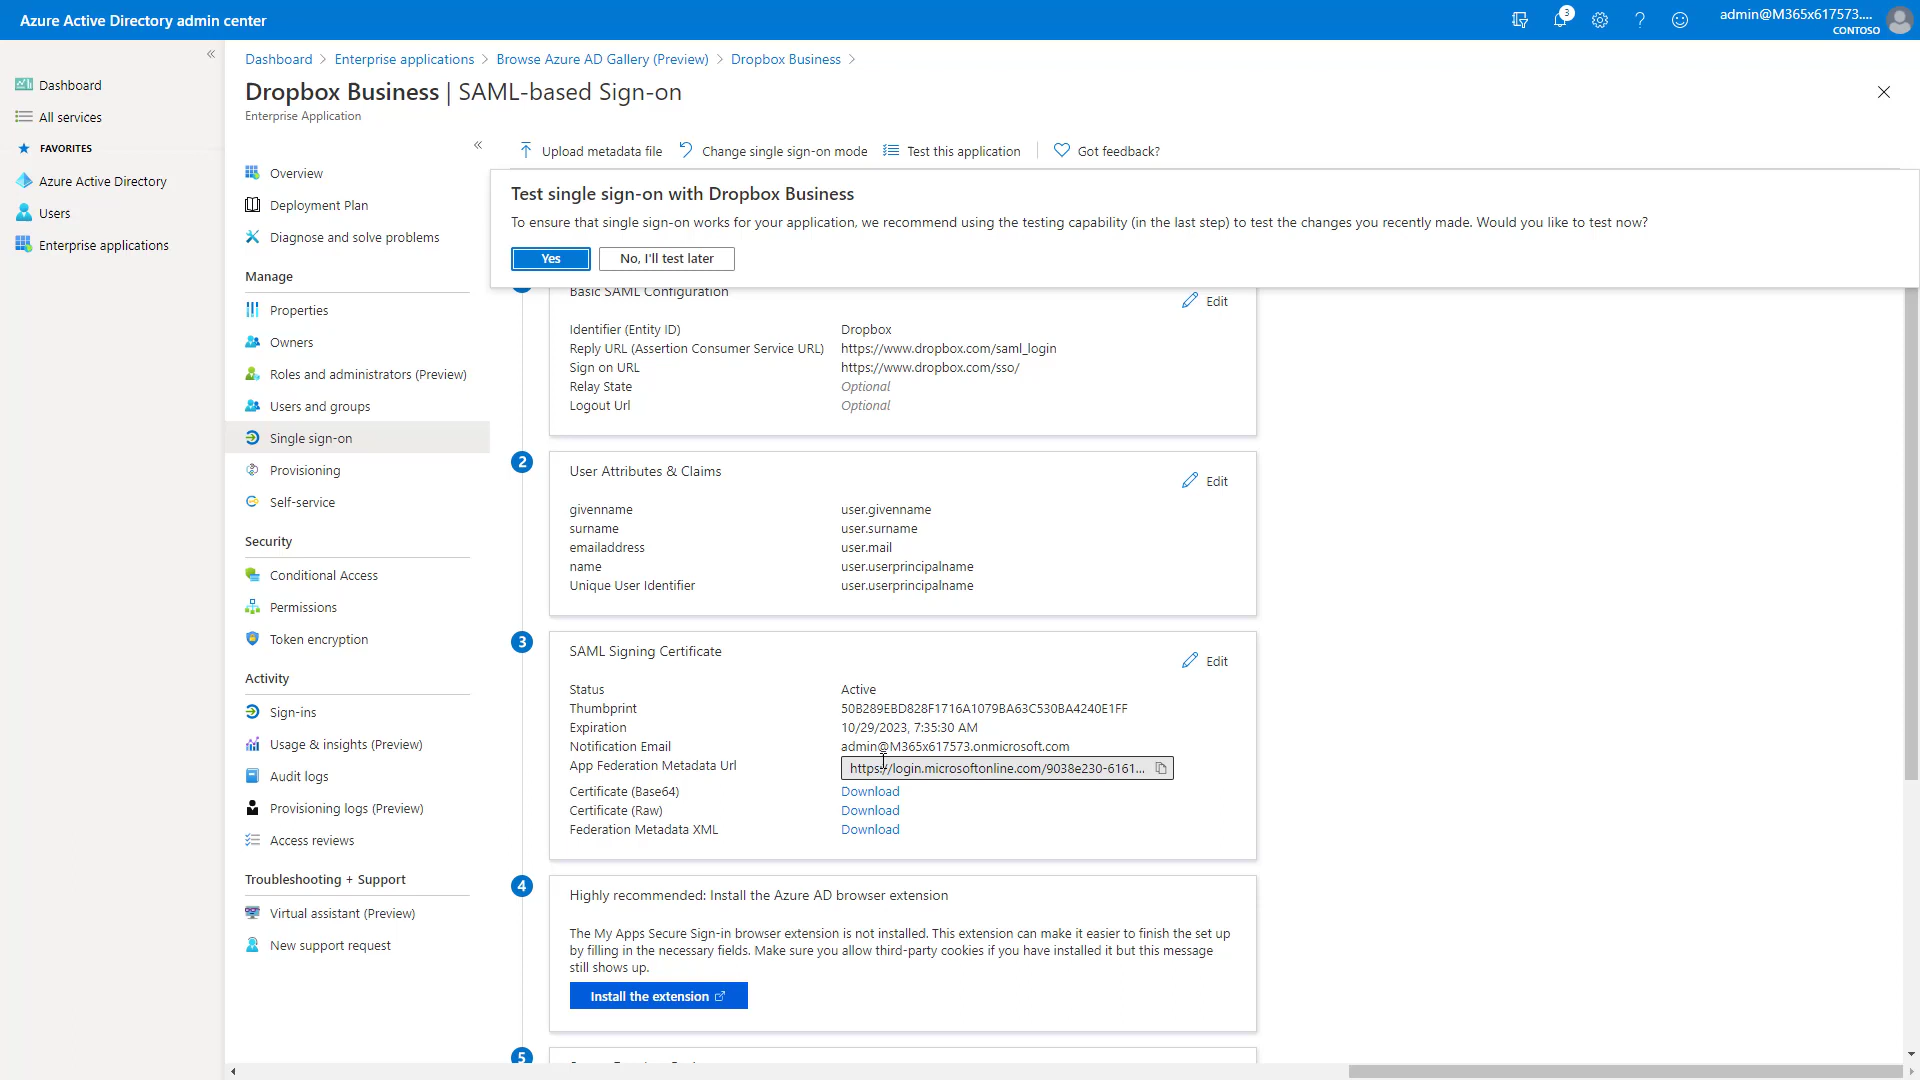 Azure Active Directory admin center
3
admin@M365x617573....
CONTOSO
Dashboard
All services
FAVORITES
Azure Active Directory
Users
Enterprise applications
Dashboard > Enterprise applications > Browse Azure AD Gallery (Preview) > Dropbox Business >
Dropbox Business | SAML-based Sign-on
Enterprise Application
Overview
Deployment Plan
Diagnose and solve problems
Manage
Properties
Owners
Roles and administrators (Preview)
Users and groups
Single sign-on
Provisioning
Self-service
Security
Conditional Access
Permissions
Token encryption
Activity
Sign-ins
Usage & insights (Preview)
Audit logs
Provisioning logs (Preview)
Access reviews
Troubleshooting + Support
Virtual assistant (Preview)
New support request
Upload metadata file Change single sign-on mode Test this application Got feedback?
Test single sign-on with Dropbox Business
To ensure that single sign-on works for your application, we recommend using the testing capability (in the last step) to test the changes you recently made. Would you like to test now?
Yes No, I'll test later
Basic SAML Configuration
Edit
Identifier (Entity ID) Dropbox
Reply URL (Assertion Consumer Service URL) https://www.dropbox.com/saml_login
Sign on URL https://www.dropbox.com/sso/
Relay State Optional
Logout Url Optional
2
User Attributes & Claims
Edit
givenname user.givenname
surname user.surname
emailaddress user.mail
name user.userprincipalname
Unique User Identifier user.userprincipalname
3
SAML Signing Certificate
Edit
Status Active
Thumbprint 50B289EBD828F1716A1079BA63C530BA4240E1FF
Expiration 10/29/2023, 7:35:30 AM
Notification Email admin@M365x617573.onmicrosoft.com
App Federation Metadata Url https://login.microsoftonline.com/9038e230-6161...
Certificate (Base64) Download
Certificate (Raw) Download
Federation Metadata XML Download
4
Highly recommended: Install the Azure AD browser extension
The My Apps Secure Sign-in browser extension is not installed. This extension can make it easier to finish the set up
by filling in the necessary fields. Make sure you allow third-party cookies if you have installed it but this message
still shows up.
Install the extension
5